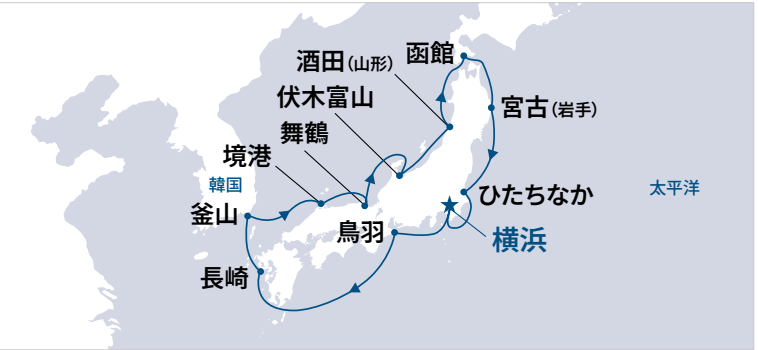 酒田(山形)
函館
伏木富山
宮古(岩手)
舞鶴
境港
韓国
ひたちなか
太平洋
釜山
鳥羽
横浜
長崎